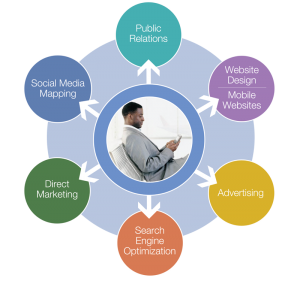 Public
Relations
Website
Design
Mobile
Websites
Advertising
Search
Engine
Optimization
Direct
Marketing
Social Media
Mapping